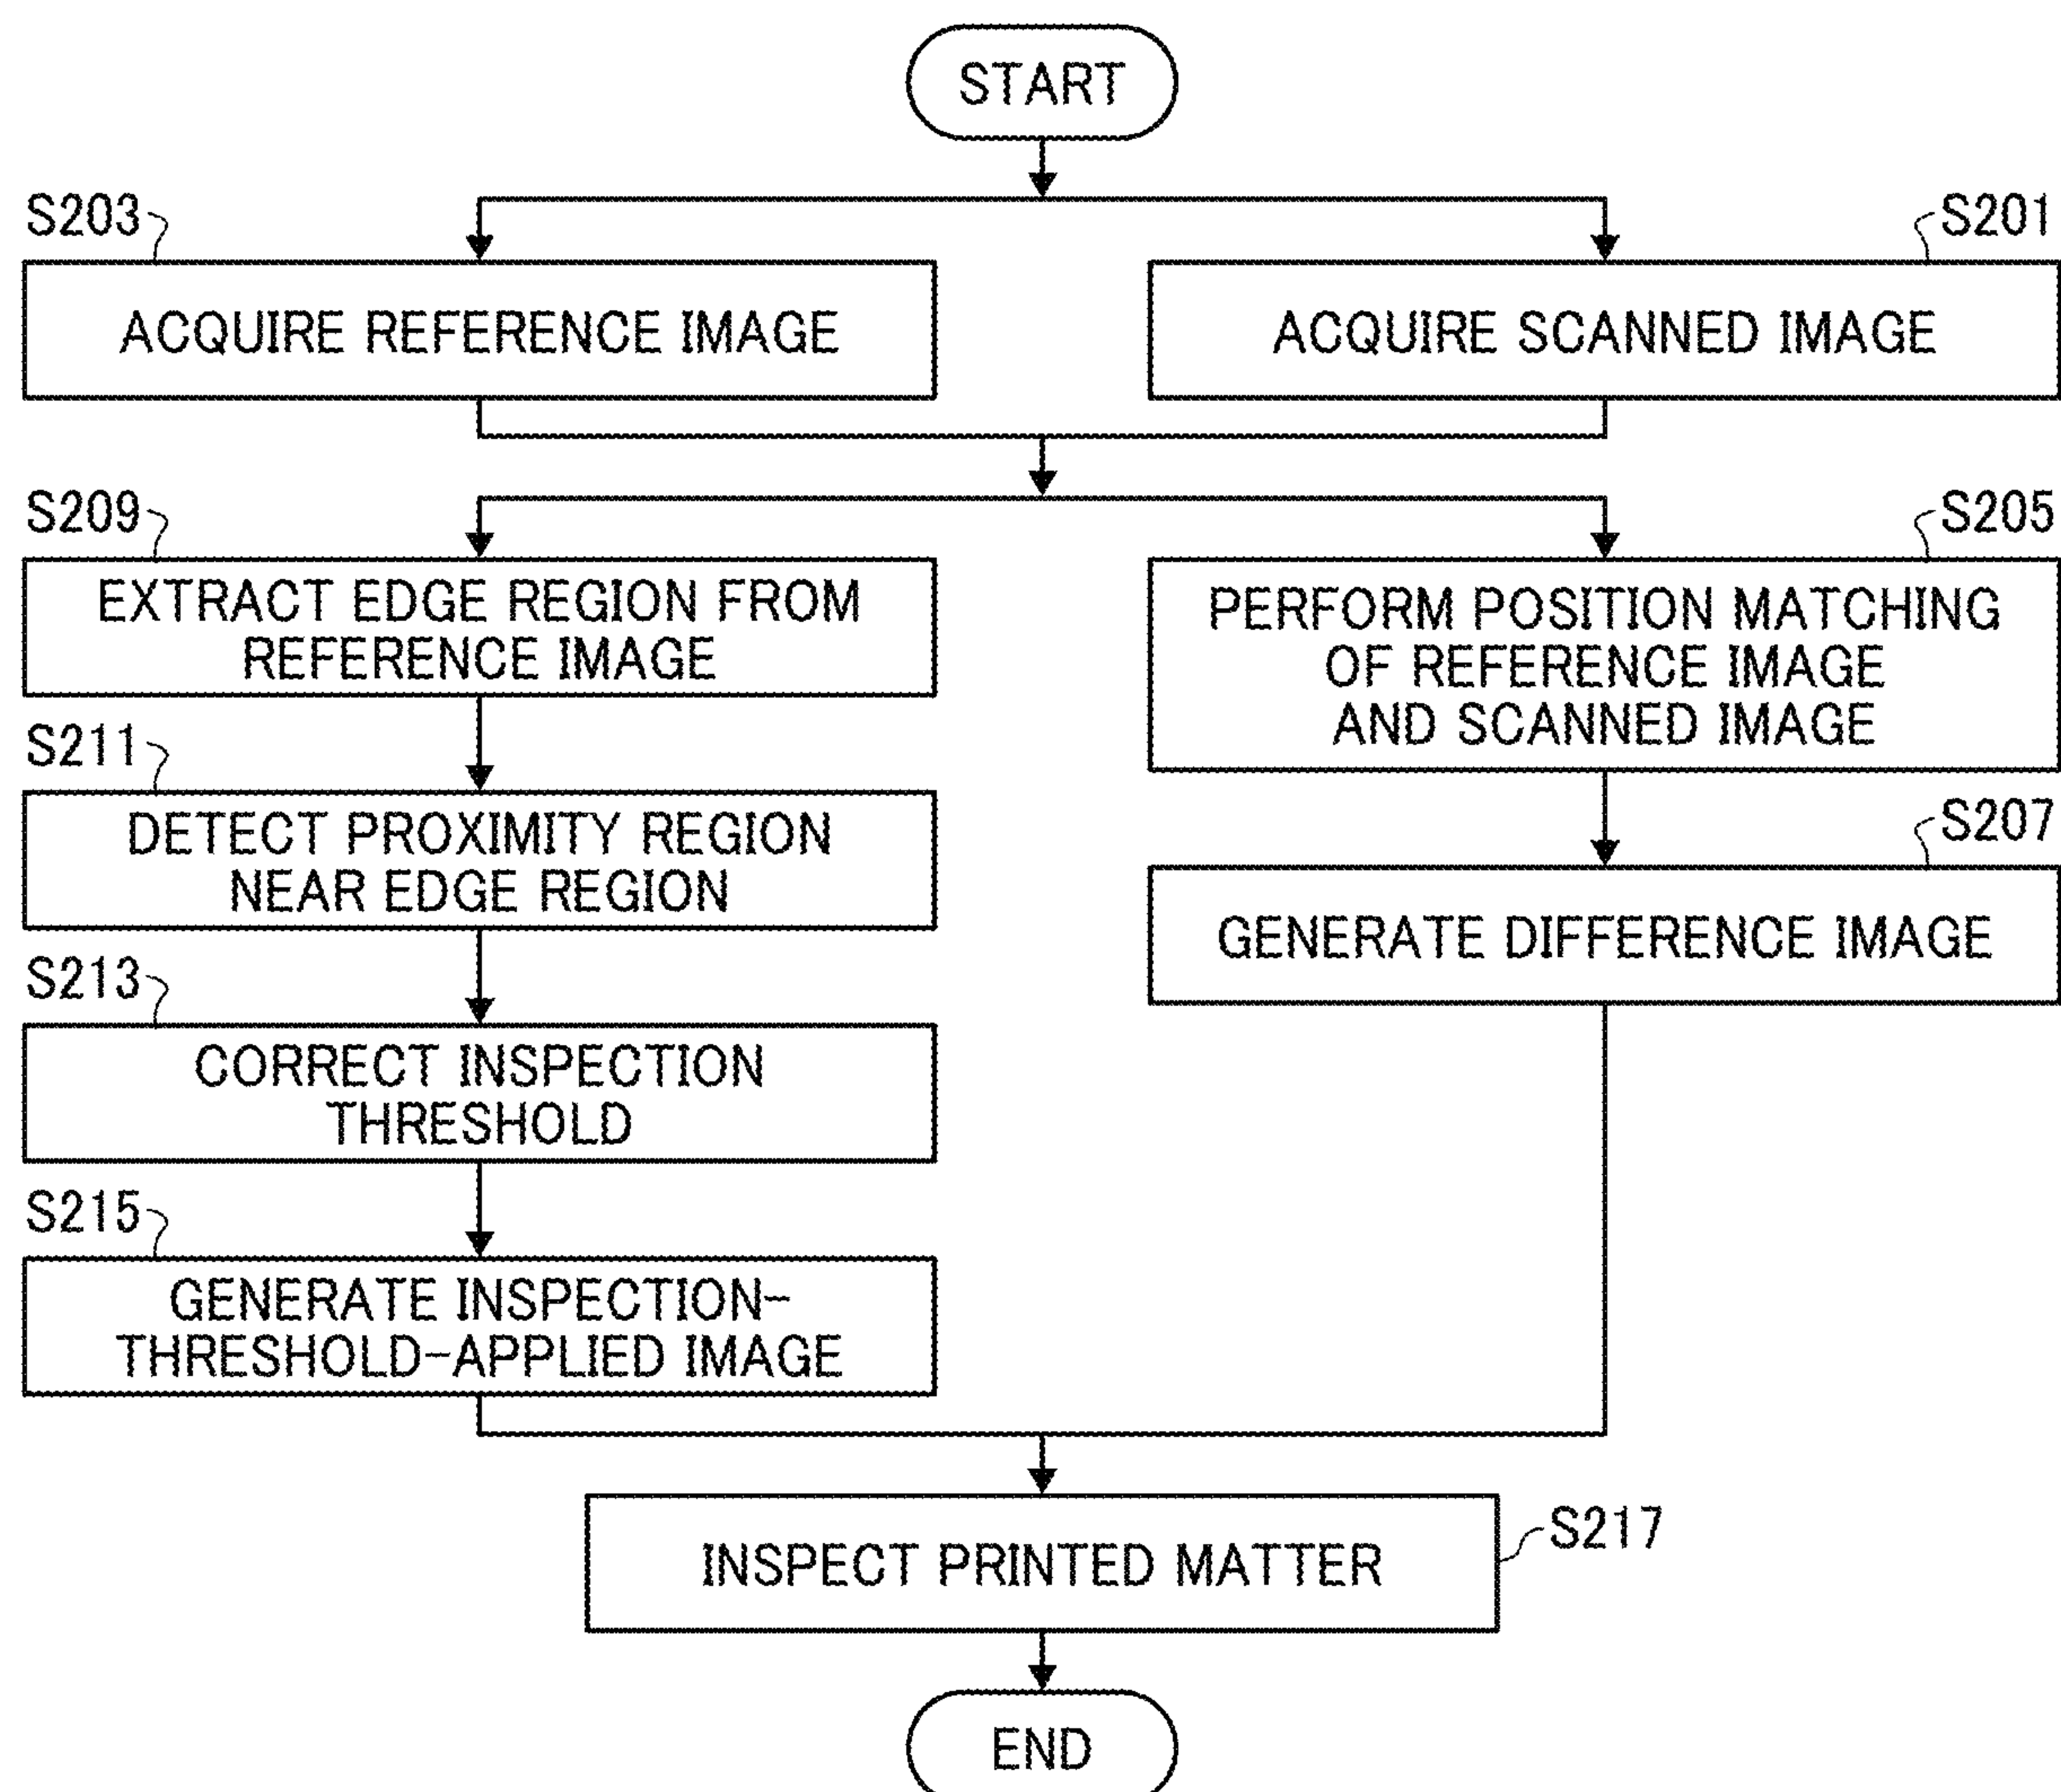 START
S203
S201
ACQUIRE REFERENCE IMAGE
ACQUIRE SCANNED IMAGE
S209
S205
EXTRACT EDGE REGION FROM
REFERENCE IMAGE
PERFORM POSITION MATCHING
OF REFERENCE IMAGE
AND SCANNED IMAGE
S211
DETECT PROXIMITY REGION
NEAR EDGE REGION
S207
GENERATE DIFFERENCE IMAGE
S213
CORRECT INSPECTION
THRESHOLD
S215
GENERATE INSPECTION-
THRESHOLD-APPLIED IMAGE
S217
INSPECT PRINTED MATTER
END